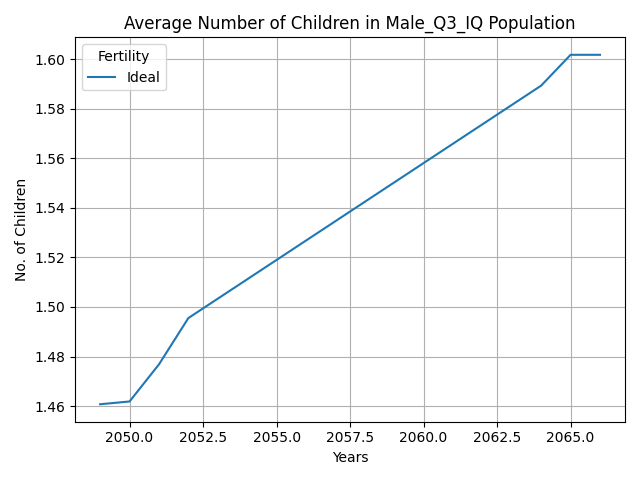 Average Number of Children in Male_Q3_IQ Population
Fertility
Ideal
1.60
1.58
1.56
1.54
1.52
1.50
1.48
1.46
No. of Children
2050.0 2052.5 2055.0 2057.5 2060.0 2062.5 2065.0
Years